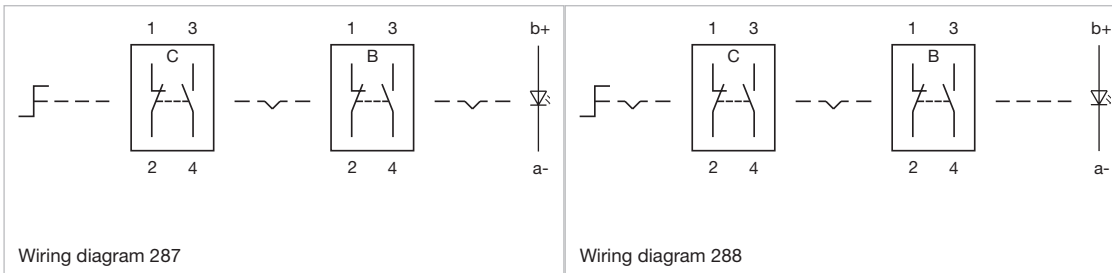 1 3 1 3 b+
C B
2 4 2 4 a-
Wiring diagram 287
1 3 1 3 b+
C B
2 4 2 4 a-
Wiring diagram 288